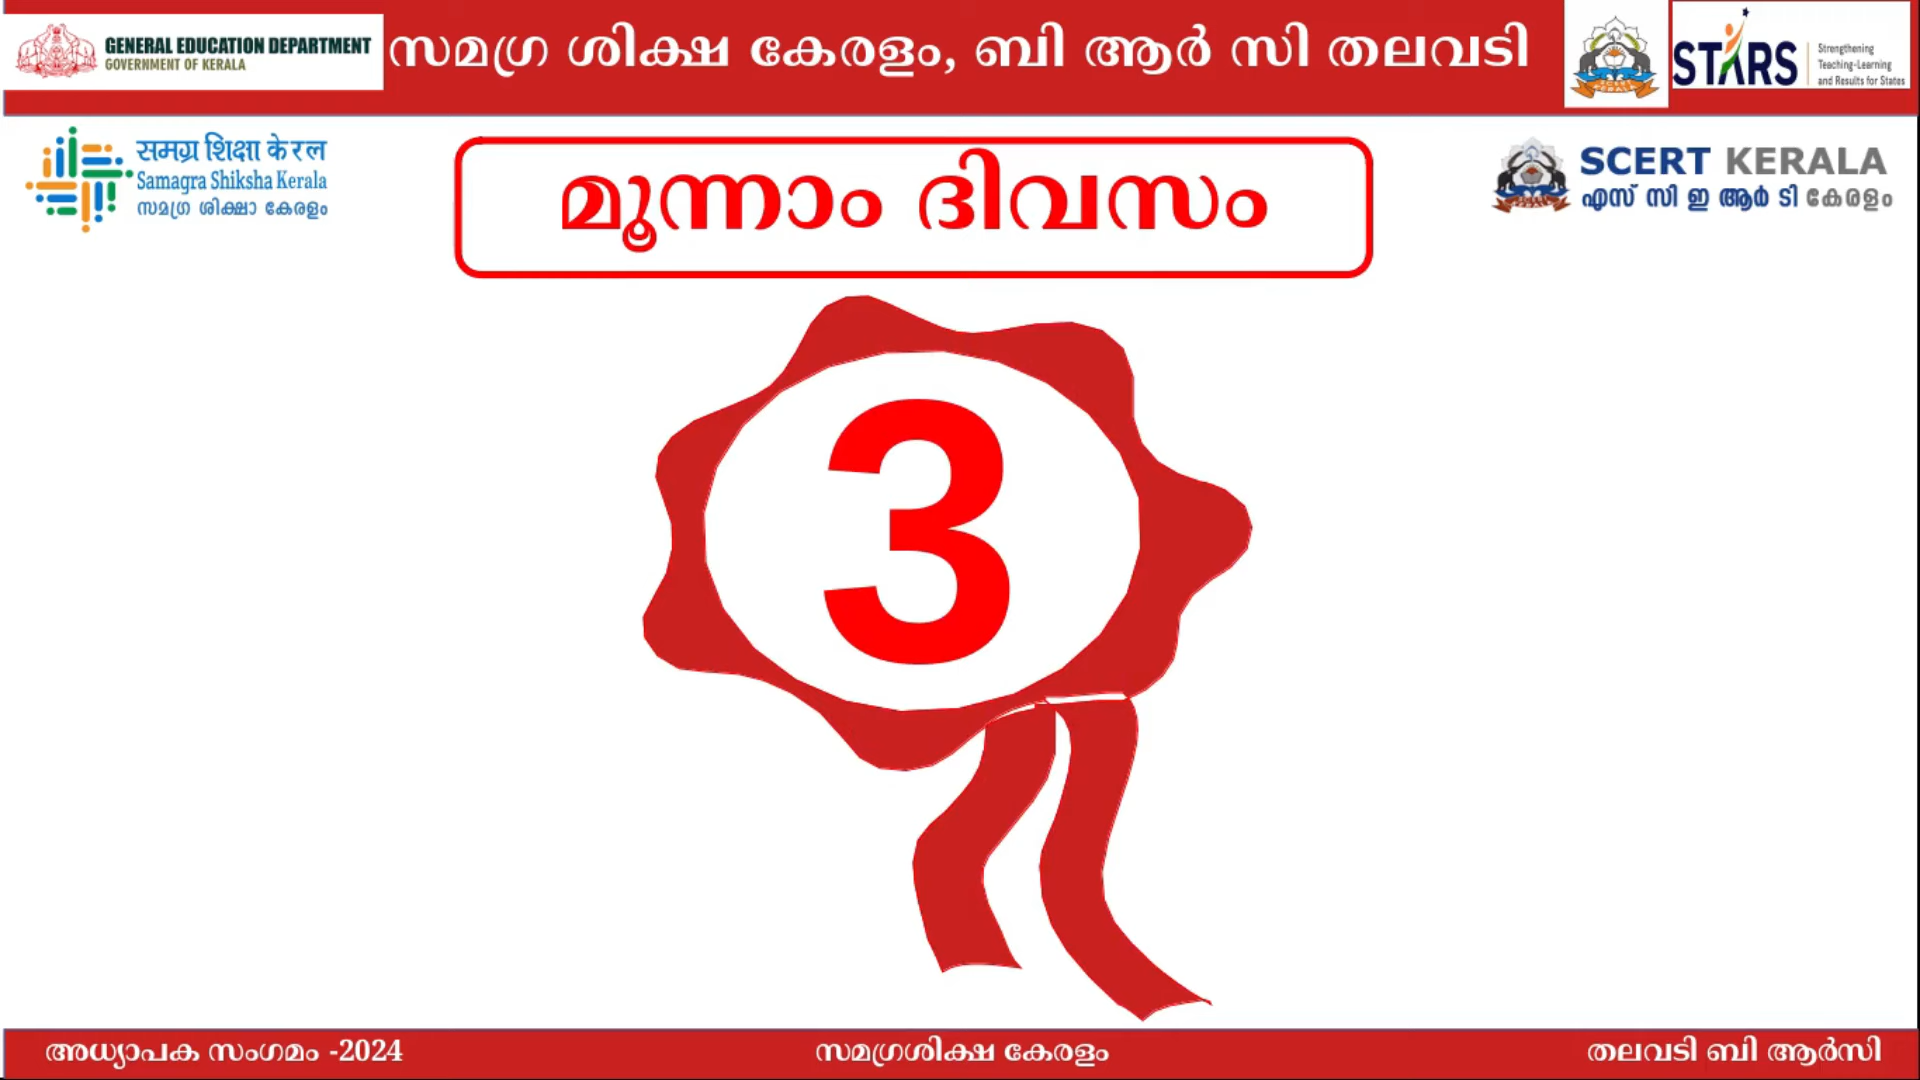 GENERAL EDUCATION DEPARTMENT
GOVERNMENT OF KERALA
സമഗ്ര ശിക്ഷ കേരളം, ബി ആർ സി തലവടി
SCERT
KERALA
STARS
Strengthening
Teaching-Learning
and Results for States
समग्र शिक्षा केरल
Samagra Shiksha Kerala
സമഗ്ര ശിക്ഷാ കേരളം
മൂന്നാം ദിവസം
SCERT KERALA
എസ് സി ഇ ആർ ടി കേരളം
3
അധ്യാപക സംഗമം -2024
സമഗ്രശിക്ഷ കേരളം
തലവടി ബി ആർസി